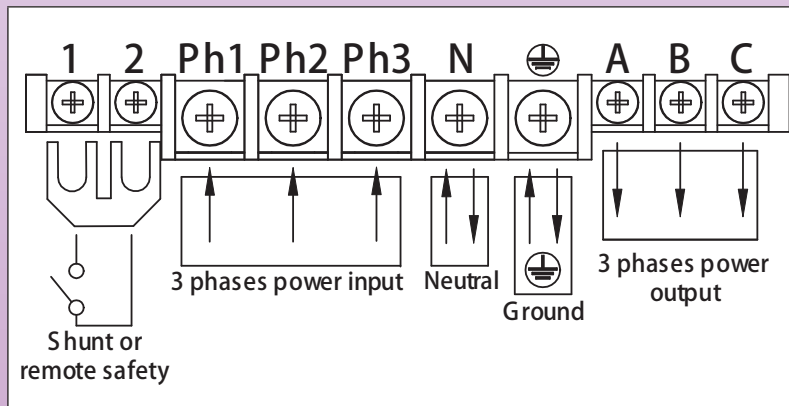 1 2 Ph1 Ph2 Ph3 N A B C
3 phases power input
Neutral
Ground
3 phases power
output
Shunt or
remote safety